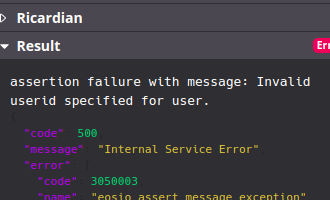 Ricardian
Result
Err
assertion failure with message: Invalid
userid specified for user.
{
"code" 500
"message" "Internal Service Error"
"error"
"code" 3050003
"name" "eosio_assert_message_exception"